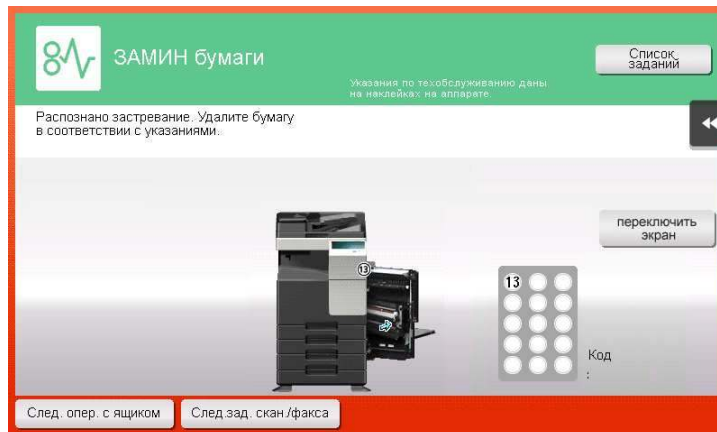 ЗАМИН бумаги
Список
заданий
Указания по техобслуживанию даны
на наклейках на аппарате.
Распознано застревание. Удалите бумагу
в соответствии с указаниями.
переключить
экран
13
13
Код
:
След. опер. с ящиком
След.зад. скан./факса